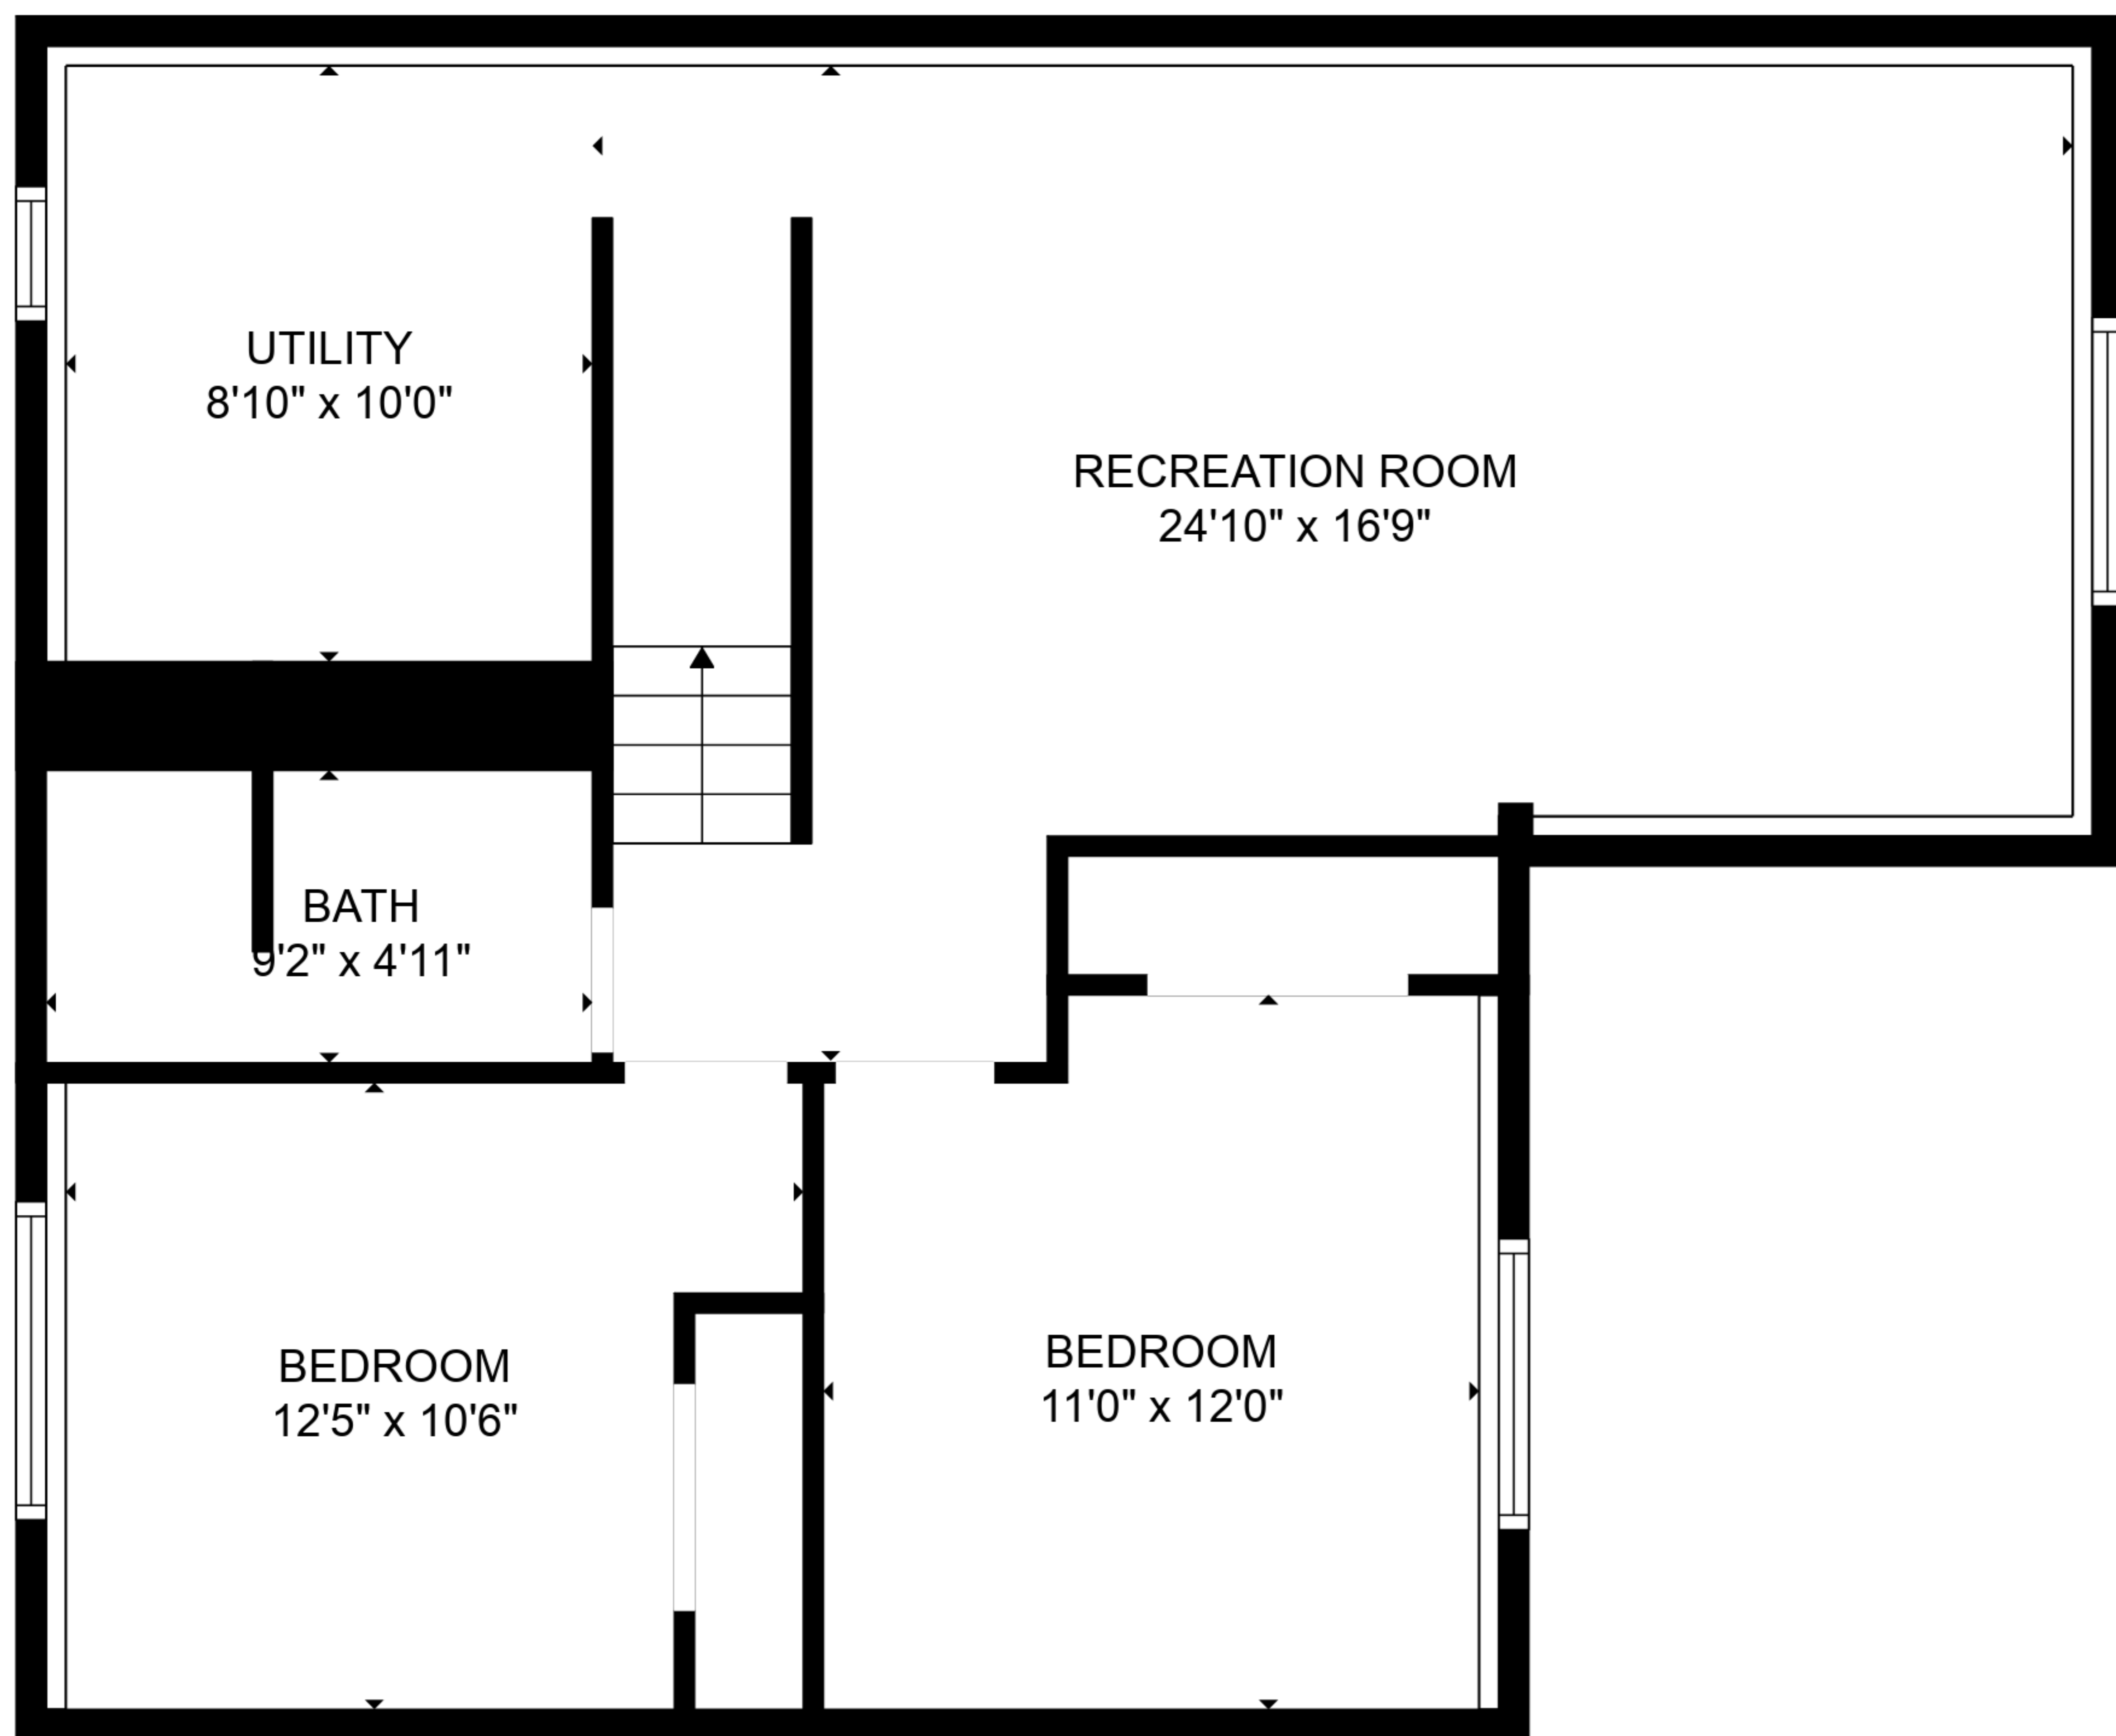 UTILITY
8'10" x 10'0"
RECREATION ROOM
24'10" x 16'9"
BATH
9'2" x 4'11"
BEDROOM
12'5" x 10'6"
BEDROOM
11'0" x 12'0"